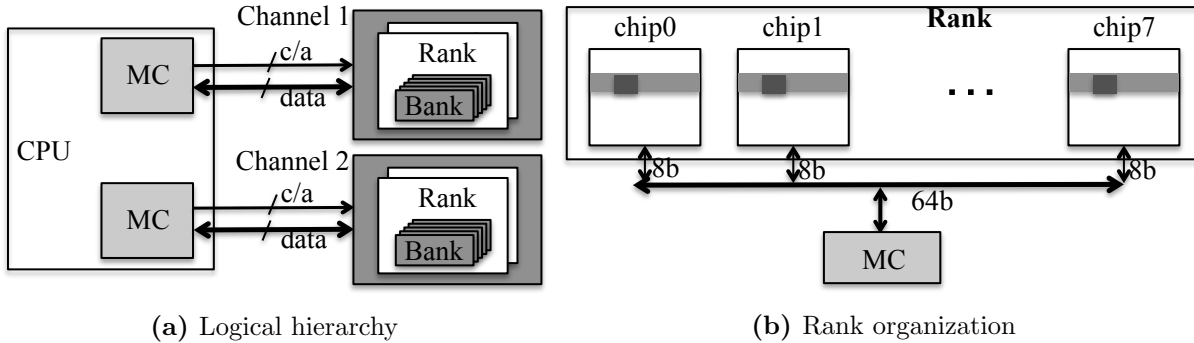 Channel 1
MC
c/a
data
Rank
Bank
CPU
Channel 2
MC
c/a
data
Rank
Bank
(a) Logical hierarchy
Rank
chip0 chip1 chip7
...
8b 8b 8b
64b
MC
(b) Rank organization